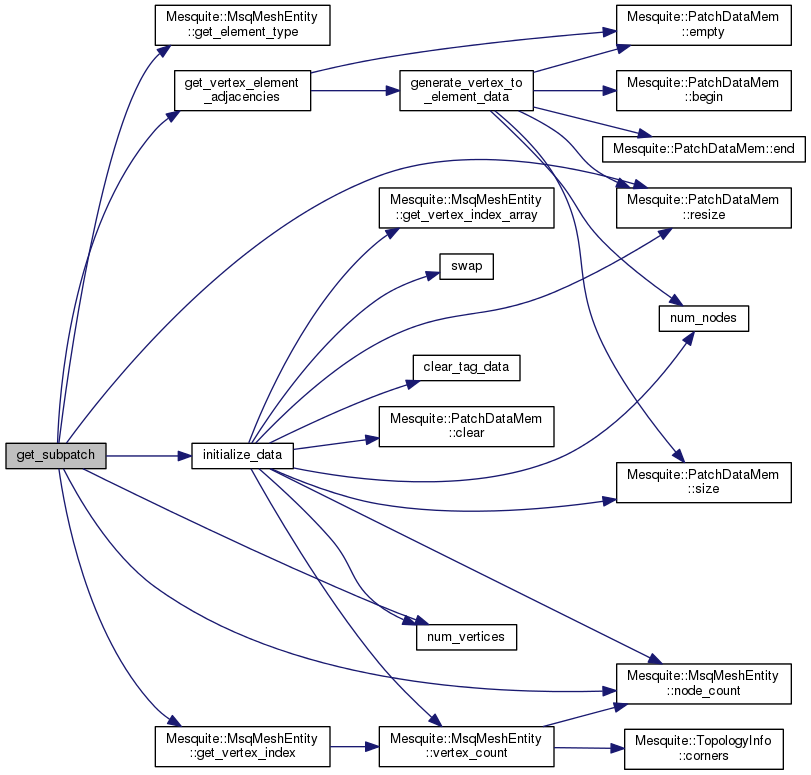 Mesquite::MsqMeshEntity
::get_element_type
Mesquite::PatchDataMem
::empty
get_vertex_element
_adjacencies
generate_vertex_to
_element_data
Mesquite::PatchDataMem
::begin
Mesquite::PatchDataMem::end
Mesquite::MsqMeshEntity
::get_vertex_index_array
Mesquite::PatchDataMem
::resize
swap
num_nodes
clear_tag_data
Mesquite::PatchDataMem
::clear
get_subpatch
initialize_data
Mesquite::PatchDataMem
::size
num_vertices
Mesquite::MsqMeshEntity
::node_count
Mesquite::MsqMeshEntity
::get_vertex_index
Mesquite::MsqMeshEntity
::vertex_count
Mesquite::TopologyInfo
::corners